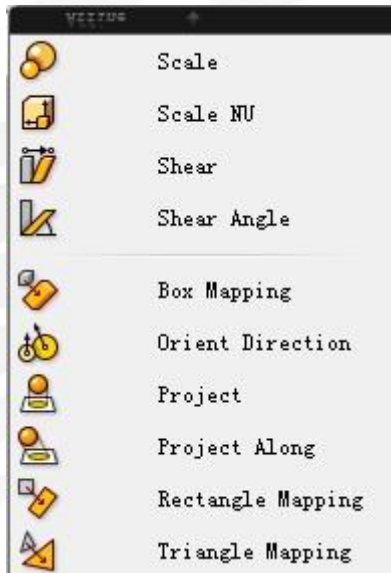 Scale
Scale NU
Shear
Shear Angle
Box Mapping
Orient Direction
Project
Project Along
Rectangle Mapping
Triangle Mapping